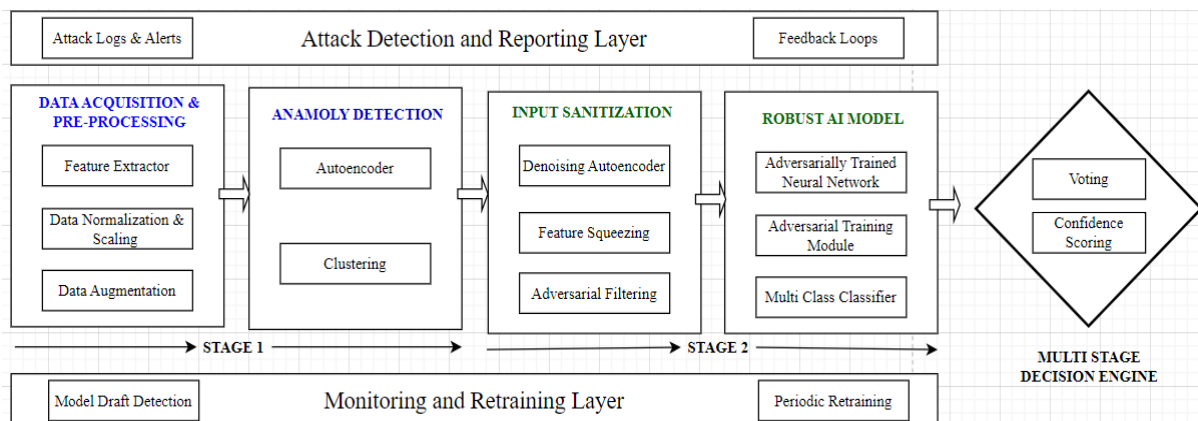 Attack Logs & Alerts
Attack Detection and Reporting Layer
Feedback Loops
DATA ACQUISITION &
PRE-PROCESSING
Feature Extractor
Data Normalization &
Scaling
Data Augmentation
ANAMOLY DETECTION
Autoencoder
Clustering
INPUT SANITIZATION
Denoising Autoencoder
Feature Squeezing
Adversarial Filtering
ROBUST AI MODEL
Adversarially Trained
Neural Network
Adversarial Training
Module
Multi Class Classifier
Voting
Confidence
Scoring
STAGE 1
STAGE 2
MULTI STAGE
DECISION ENGINE
Model Draft Detection
Monitoring and Retraining Layer
Periodic Retraining